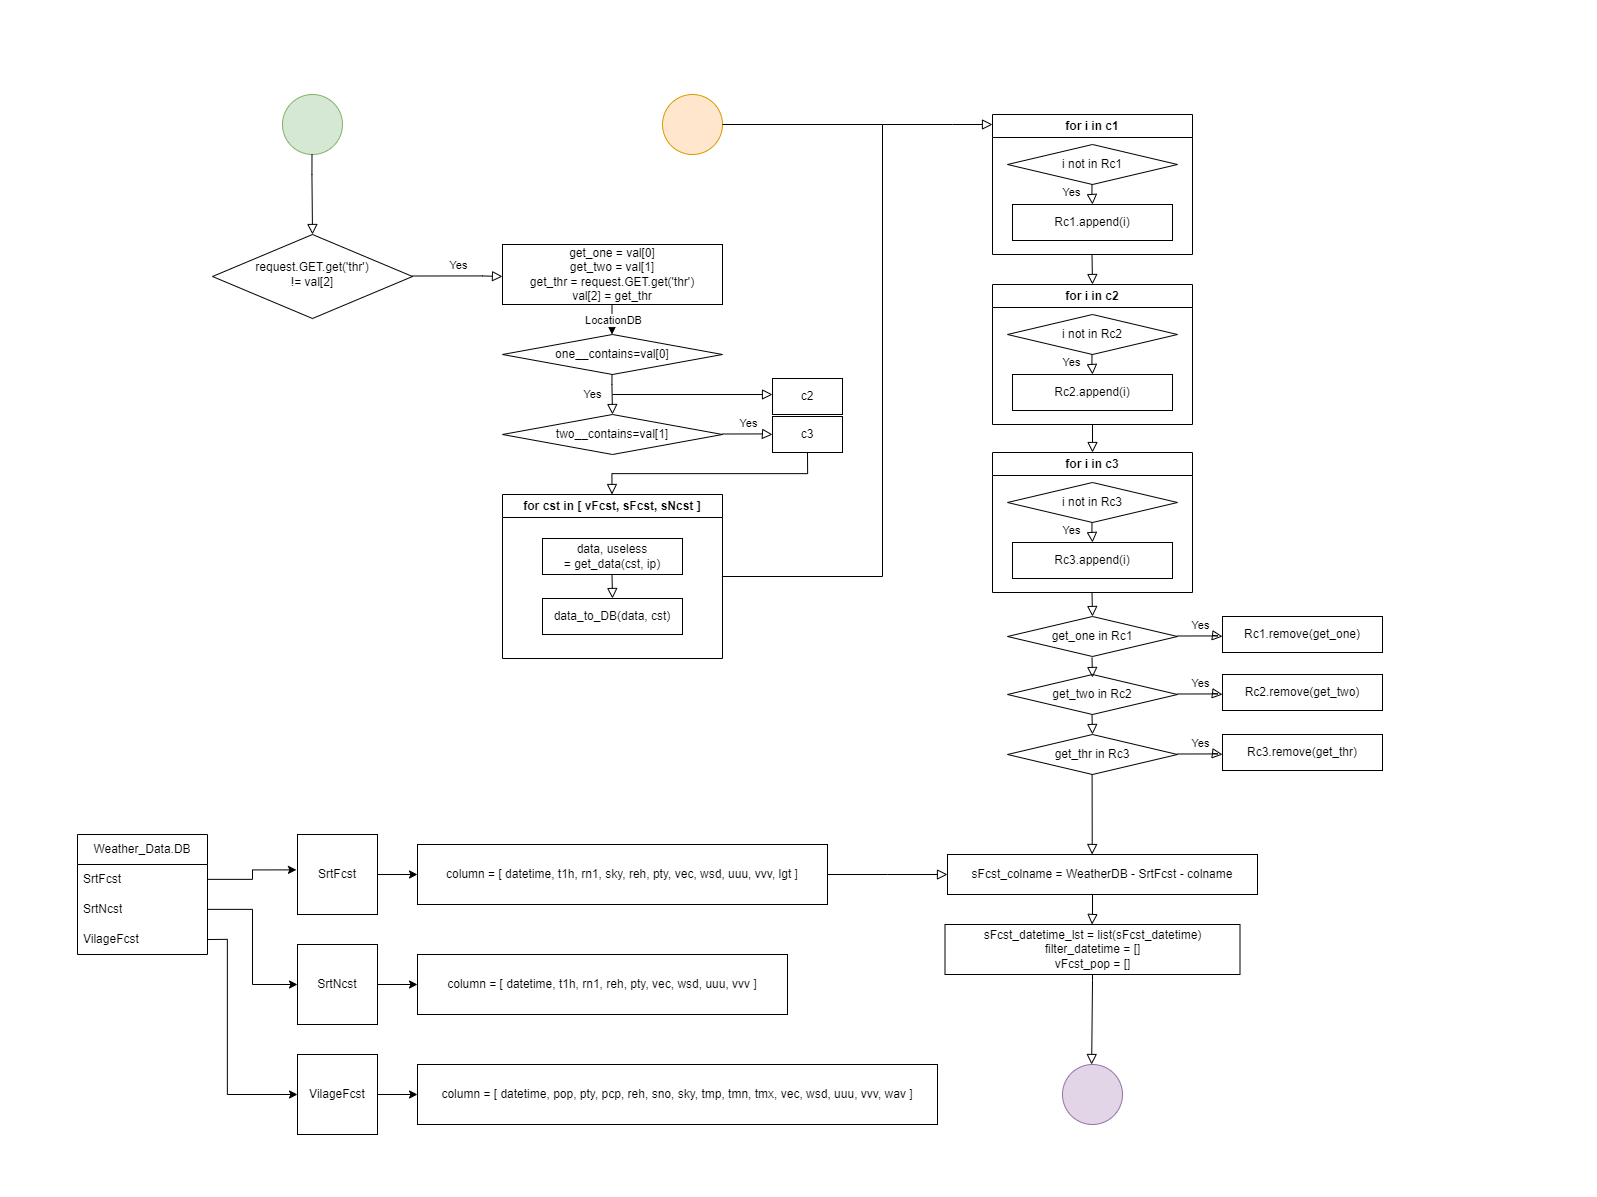 request.GET.get('thr')
!= val[2]
Yes
get_one = val[0]
get_two = val[1]
get_thr = request.GET.get('thr')
val[2] = get_thr
LocationDB
one__contains=val[0]
Yes
c2
two__contains=val[1]
Yes
c3
for cst in [ vFcst, sFcst, sNcst ]
data, useless
= get_data(cst, ip)
data_to_DB(data, cst)
for i in c1
i not in Rc1
Yes
Rc1.append(i)
for i in c2
i not in Rc2
Yes
Rc2.append(i)
for i in c3
i not in Rc3
Yes
Rc3.append(i)
get_one in Rc1
Yes
Rc1.remove(get_one)
get_two in Rc2
Yes
Rc2.remove(get_two)
get_thr in Rc3
Yes
Rc3.remove(get_thr)
Weather_Data.DB
SrtFcst
SrtNcst
VilageFcst
SrtFcst
column = [ datetime, t1h, rn1, sky, reh, pty, vec, wsd, uuu, vvv, lgt ]
sFcst_colname = WeatherDB - SrtFcst - colname
sFcst_datetime_lst = list(sFcst_datetime)
filter_datetime = []
vFcst_pop = []
SrtNcst
column = [ datetime, t1h, rn1, reh, pty, vec, wsd, uuu, vvv ]
VilageFcst
column = [ datetime, pop, pty, pcp, reh, sno, sky, tmp, tmn, tmx, vec, wsd, uuu, vvv, wav ]